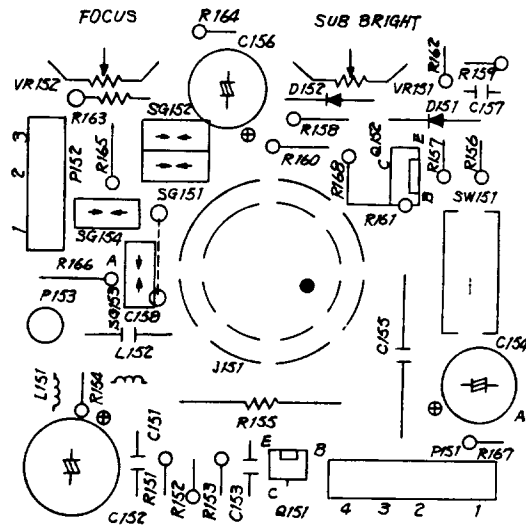 FOCUS
R164
SUB BRIGHT
C156
R162
R159
VR152
D152
VR151
C157
SG152
D151
R163
R158
Q152
E
3
P152
R165
R160
R168
C
R157
R156
2
SG151
B
SW151
R161
1
SG154
R166
A
SG153
C158
P153
L152
C155
C154
J151
L151
R154
A
R155
C151
E
B
P151
R167
R151
R152
R153
C153
C
C152
Q151
4
3
2
1